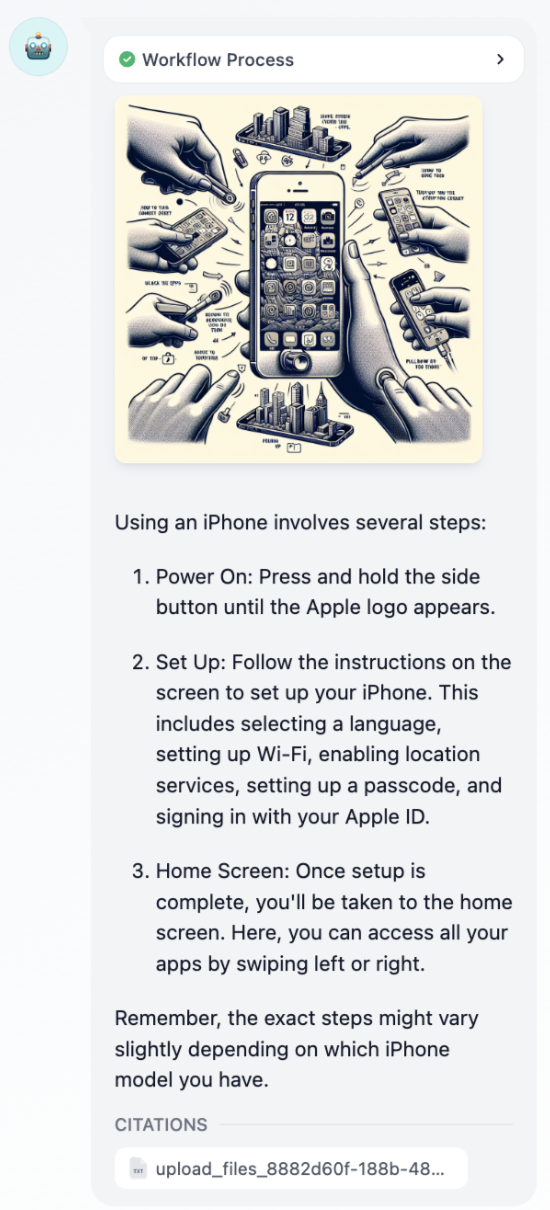 Workflow Process
12
Using an iPhone involves several steps:
1. Power On: Press and hold the side
button until the Apple logo appears.
2. Set Up: Follow the instructions on the
screen to set up your iPhone. This
includes selecting a language,
setting up Wi-Fi, enabling location
services, setting up a passcode, and
signing in with your Apple ID.
3. Home Screen: Once setup is
complete, you'll be taken to the home
screen. Here, you can access all your
apps by swiping left or right.
Remember, the exact steps might vary
slightly depending on which iPhone
model you have.
CITATIONS
TXT
upload_files_8882d60f-188b-48...